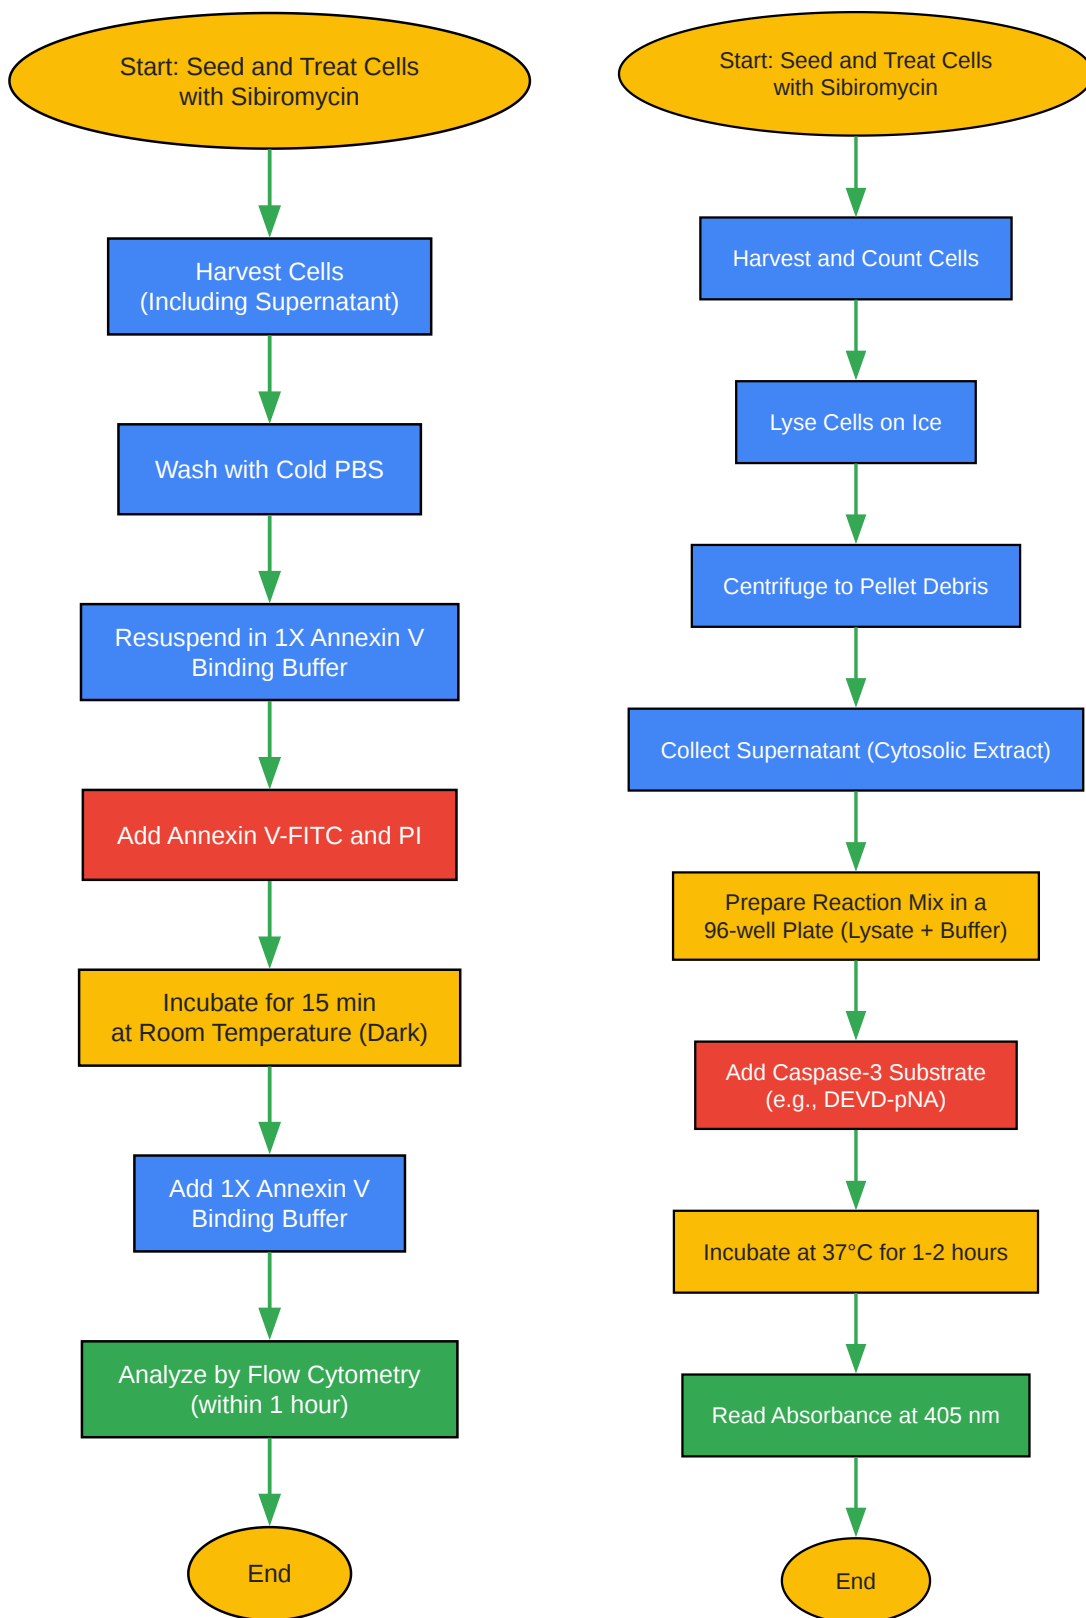 Start: Seed and Treat Cells
with Sibiromycin
Harvest Cells
(Including Supernatant)
Wash with Cold PBS
Resuspend in 1X Annexin V
Binding Buffer
Add Annexin V-FITC and PI
Incubate for 15 min
at Room Temperature (Dark)
Add 1X Annexin V
Binding Buffer
Analyze by Flow Cytometry
(within 1 hour)
End
Start: Seed and Treat Cells
with Sibiromycin
Harvest and Count Cells
Lyse Cells on Ice
Centrifuge to Pellet Debris
Collect Supernatant (Cytosolic Extract)
Prepare Reaction Mix in a
96-well Plate (Lysate + Buffer)
Add Caspase-3 Substrate
(e.g., DEVD-pNA)
Incubate at 37°C for 1-2 hours
Read Absorbance at 405 nm
End